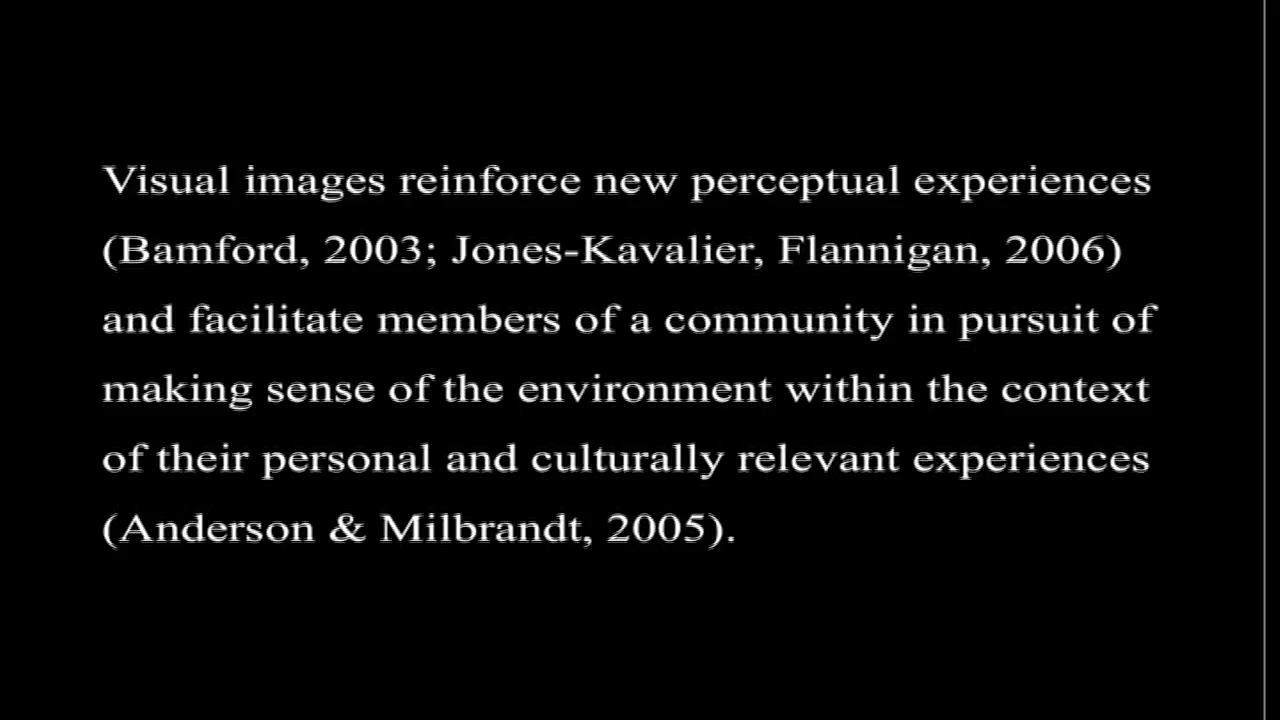 Visual images reinforce new perceptual experiences
(Bamford, 2003; Jones-Kavalier, Flannigan, 2006)
and facilitate members of a community in pursuit of
making sense of the environment within the context
of their personal and culturally relevant experiences
(Anderson & Milbrandt, 2005).